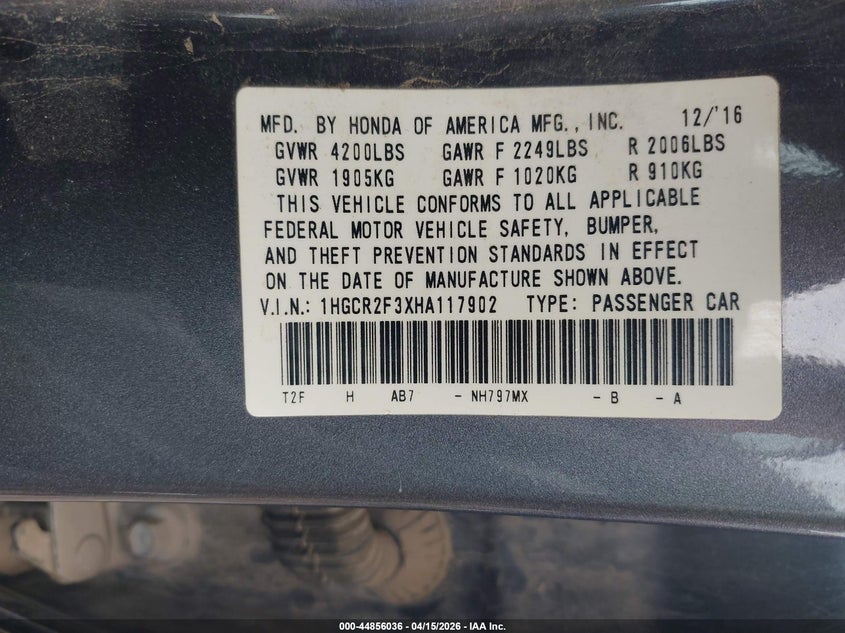 MFD. BY HONDA OF AMERICA MFG., INC. 12/'16
GVWR 4200LBS GAWR F 2249LBS R 2006LBS
GVWR 1905KG GAWR F 1020KG R 910KG
THIS VEHICLE CONFORMS TO ALL APPLICABLE
FEDERAL MOTOR VEHICLE SAFETY, BUMPER,
AND THEFT PREVENTION STANDARDS IN EFFECT
ON THE DATE OF MANUFACTURE SHOWN ABOVE.
V.I.N.: 1HGCR2F3XHA117902 TYPE: PASSENGER CAR
T2F H AB7 - NH797MX - B - A
000-44856036 - 04/15/2026 - IAA Inc.